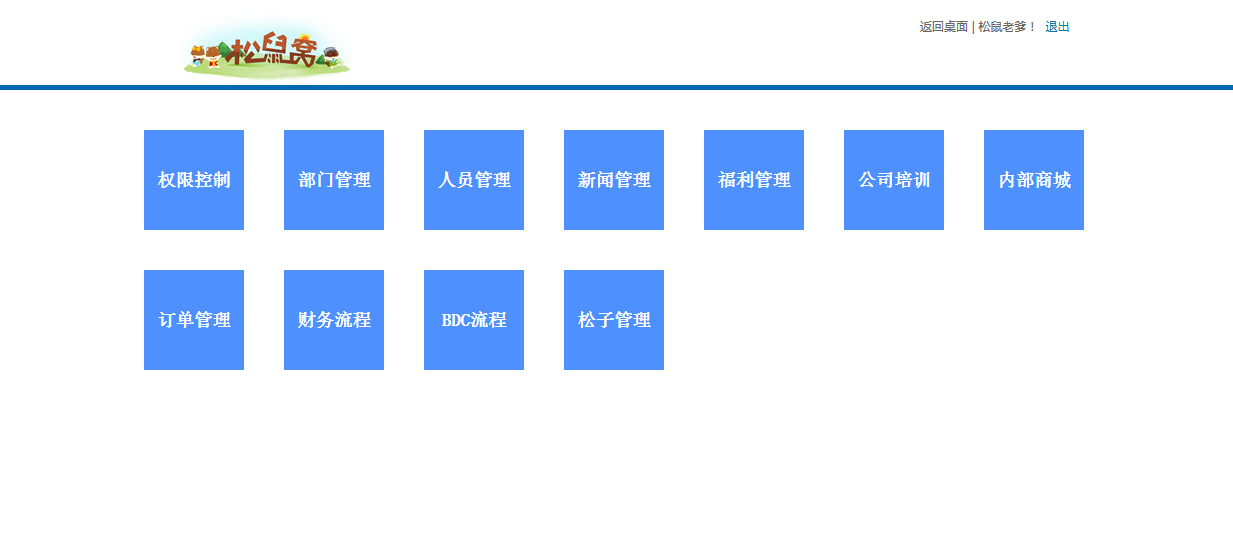 松鼠窝
返回桌面 | 松鼠老爹！ 退出
权限控制 部门管理 人员管理 新闻管理 福利管理 公司培训 内部商城
订单管理 财务流程 BDC流程 松子管理